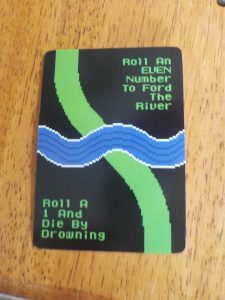 Roll An
EVEN
Number
To Ford
The
River
Roll A
1 And
Die By
Drowning